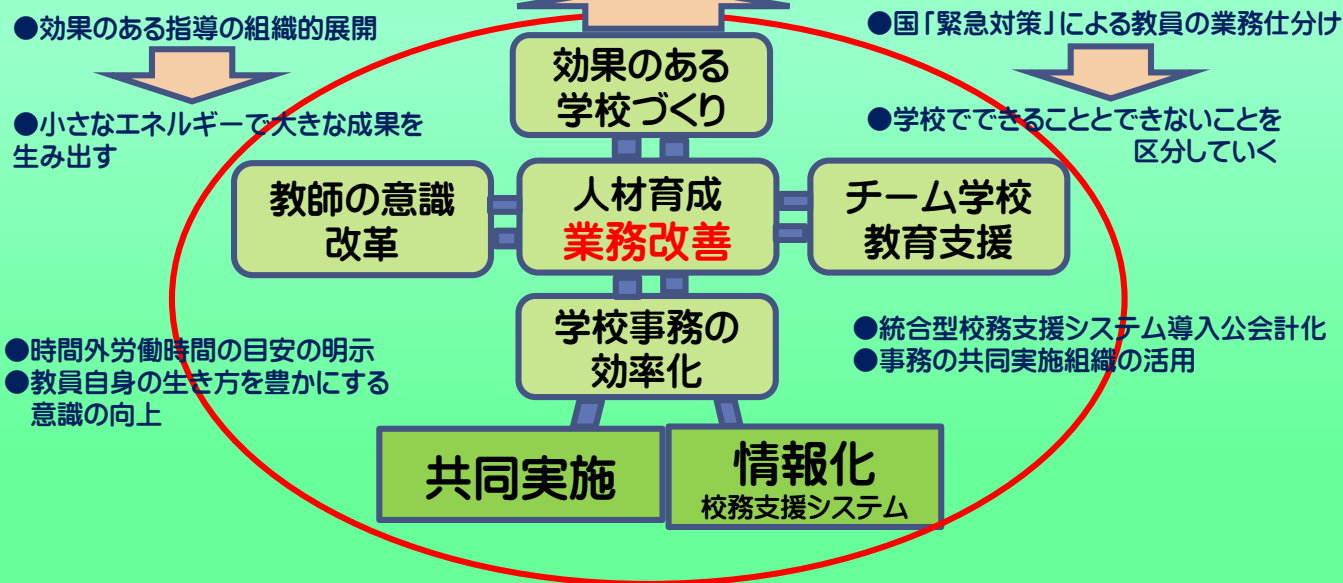 ●効果のある指導の組織的展開
●小さなエネルギーで大きな成果を
生み出す
●国「緊急対策」による教員の業務仕分け
●学校でできることとできないことを
区分していく
効果のある
学校づくり
教師の意識
改革
人材育成
業務改善
チーム学校
教育支援
学校事務の
効率化
●時間外労働時間の目安の明示
●教員自身の生き方を豊かにする
意識の向上
●統合型校務支援システム導入公会計化
●事務の共同実施組織の活用
共同実施
情報化
校務支援システム